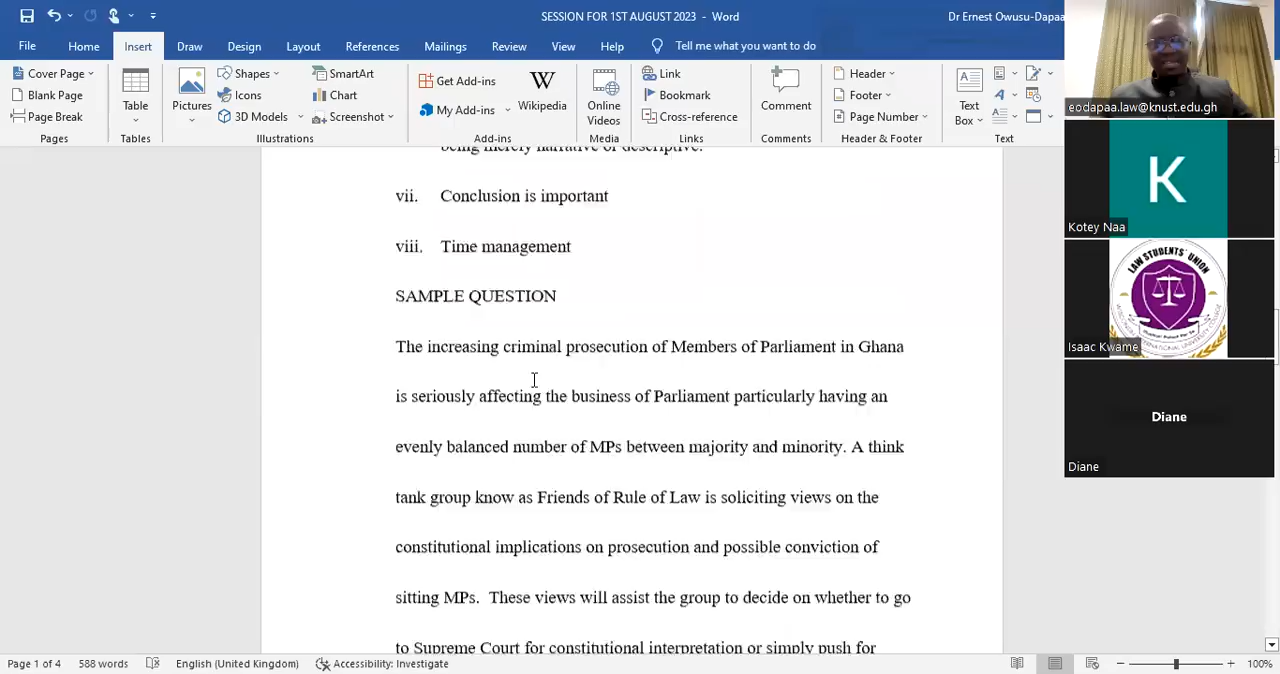 SESSION FOR 1ST AUGUST 2023 - Word
Dr Ernest Owusu-Dapaa
File Home Insert Draw Design Layout References Mailings Review View Help Tell me what you want to do
Cover Page
Blank Page
Page Break
Pages
Table
Tables
Pictures
Shapes
Icons
3D Models
SmartArt
Chart
Screenshot
Illustrations
Get Add-ins
My Add-ins
Wikipedia
Add-ins
Online
Videos
Media
Link
Bookmark
Cross-reference
Links
Comment
Comments
Header
Footer
Page Number
Header & Footer
Text
Box
Text
being merely narrative or descriptive.
vii. Conclusion is important
viii. Time management
SAMPLE QUESTION
The increasing criminal prosecution of Members of Parliament in Ghana
is seriously affecting the business of Parliament particularly having an
evenly balanced number of MPs between majority and minority. A think
tank group know as Friends of Rule of Law is soliciting views on the
constitutional implications on prosecution and possible conviction of
sitting MPs. These views will assist the group to decide on whether to go
to Supreme Court for constitutional interpretation or simply push for
eodapaa.law@knust.edu.gh
K
Kotey Naa
LAW STUDENTS' UNION
Isaac Kwame
Diane
Diane
Page 1 of 4 588 words English (United Kingdom) Accessibility: Investigate 100%